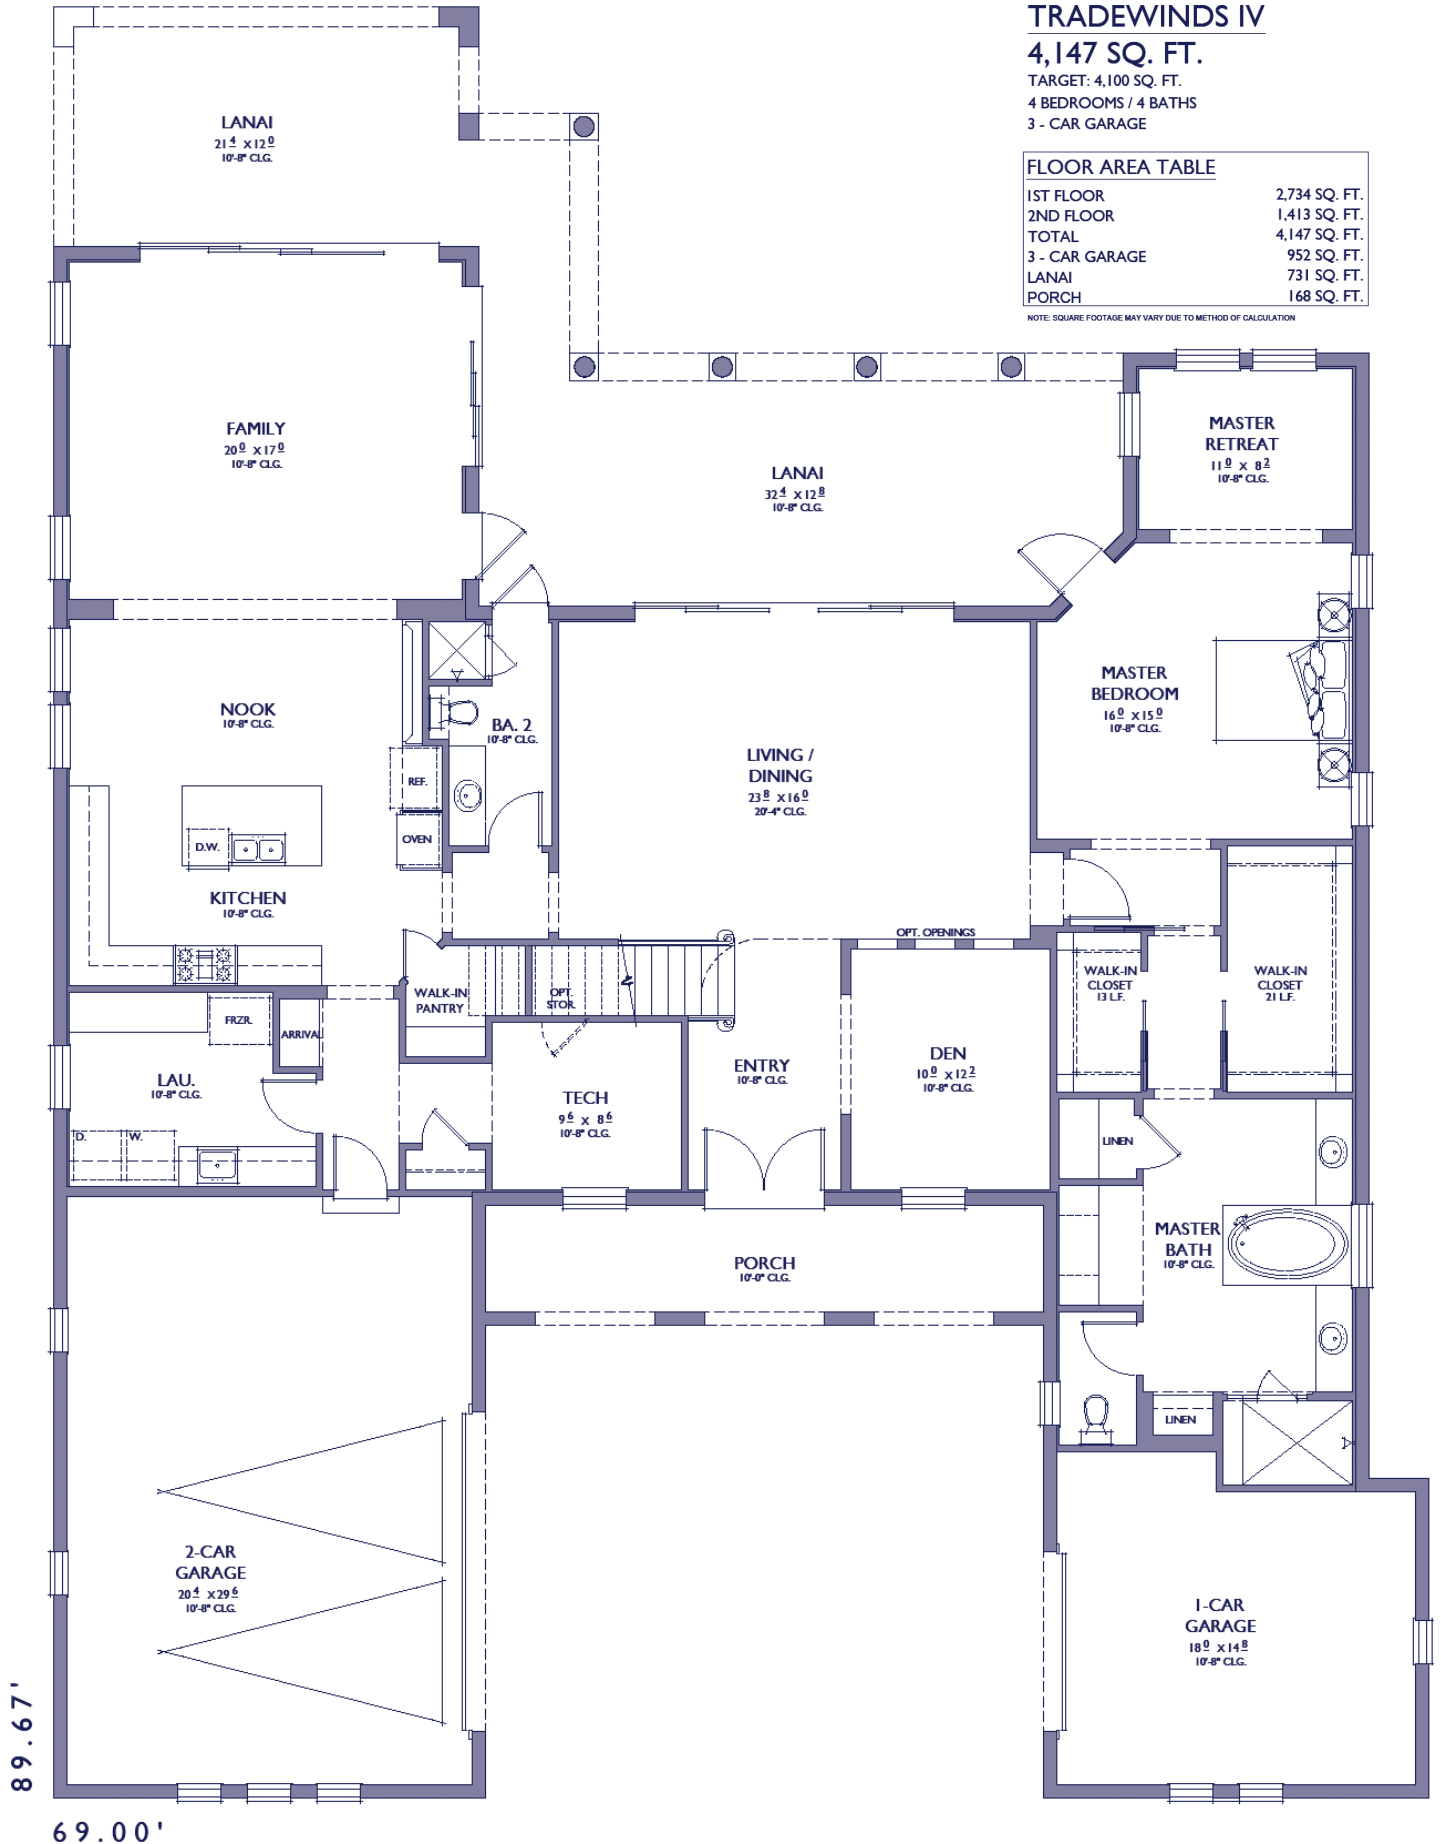 TRADEWINDS IV
4,147 SQ. FT.
TARGET: 4,100 SQ. FT.
4 BEDROOMS / 4 BATHS
3 - CAR GARAGE
FLOOR AREA TABLE
1ST FLOOR 2,734 SQ. FT.
2ND FLOOR 1,413 SQ. FT.
TOTAL 4,147 SQ. FT.
3 - CAR GARAGE 952 SQ. FT.
LANAI 731 SQ. FT.
PORCH 168 SQ. FT.
NOTE: SQUARE FOOTAGE MAY VARY DUE TO METHOD OF CALCULATION
LANAI
21 4 X 12 0
10'-8" CLG.
FAMILY
20 0 X 17 0
10'-8" CLG.
LANAI
32 4 X 12 8
10'-8" CLG.
MASTER
RETREAT
11 0 X 8 2
10'-8" CLG.
NOOK
10'-8" CLG.
BA. 2
10'-8" CLG.
REF.
OVEN
D.W.
KITCHEN
10'-8" CLG.
LIVING /
DINING
23 8 X 16 0
20'-4" CLG.
MASTER
BEDROOM
16 0 X 15 0
10'-8" CLG.
OPT. OPENINGS
WALK-IN
CLOSET
13 L.F.
WALK-IN
CLOSET
21 L.F.
WALK-IN
PANTRY
OPT.
STOR.
FRZR.
ARRIVAL
LAU.
10'-8" CLG.
D.
W.
TECH
9 6 X 8 6
10'-8" CLG.
ENTRY
10'-8" CLG.
DEN
10 0 X 12 2
10'-8" CLG.
LINEN
MASTER
BATH
10'-8" CLG.
PORCH
10'-0" CLG.
LINEN
2-CAR
GARAGE
20 4 X 29 6
10'-8" CLG.
1-CAR
GARAGE
18 0 X 14 8
10'-8" CLG.
89.67'
69.00'